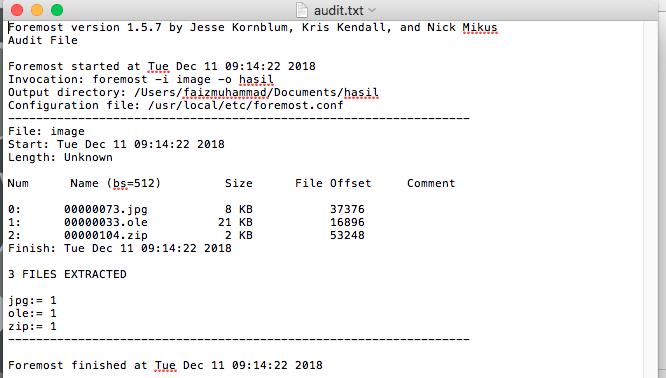 audit.txt
Foremost version 1.5.7 by Jesse Kornblum, Kris Kendall, and Nick Mikus
Audit File
Foremost started at Tue Dec 11 09:14:22 2018
Invocation: foremost -i image -o hasil
Output directory: /Users/faizmuhammad/Documents/hasil
Configuration file: /usr/local/etc/foremost.conf
------------------------------------------------------------------
File: image
Start: Tue Dec 11 09:14:22 2018
Length: Unknown
Num Name (bs=512) Size File Offset Comment
0: 00000073.jpg 8 KB 37376
1: 00000033.ole 21 KB 16896
2: 00000104.zip 2 KB 53248
Finish: Tue Dec 11 09:14:22 2018
3 FILES EXTRACTED
jpg:= 1
ole:= 1
zip:= 1
------------------------------------------------------------------
Foremost finished at Tue Dec 11 09:14:22 2018